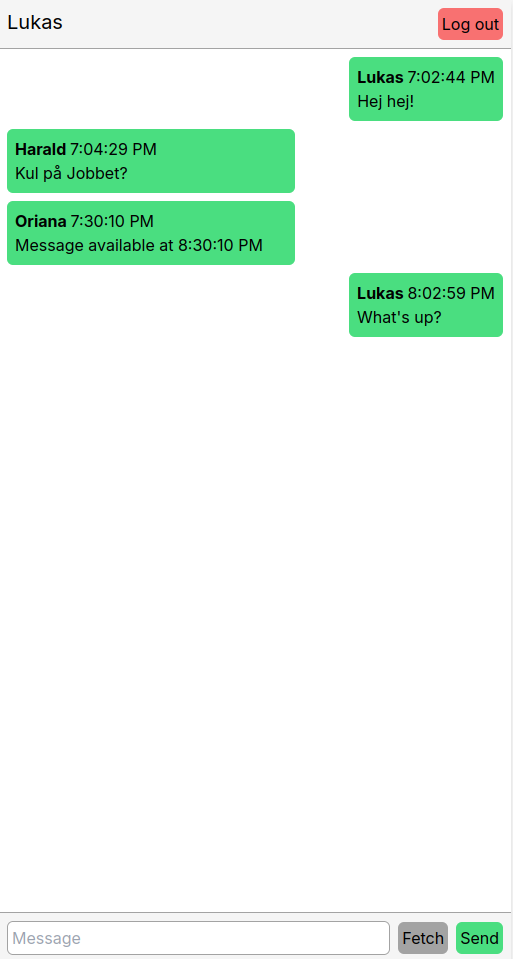 Lukas
Log out
Lukas 7:02:44 PM
Hej hej!
Harald 7:04:29 PM
Kul på Jobbet?
Oriana 7:30:10 PM
Message available at 8:30:10 PM
Lukas 8:02:59 PM
What's up?
Message
Fetch
Send